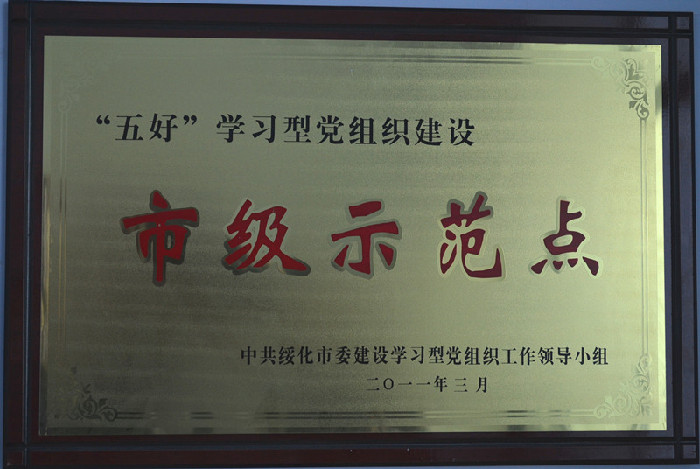 “五好”学习型党组织建设
市级示范点
中共绥化市委建设学习型党组织工作领导小组
二〇一一年三月